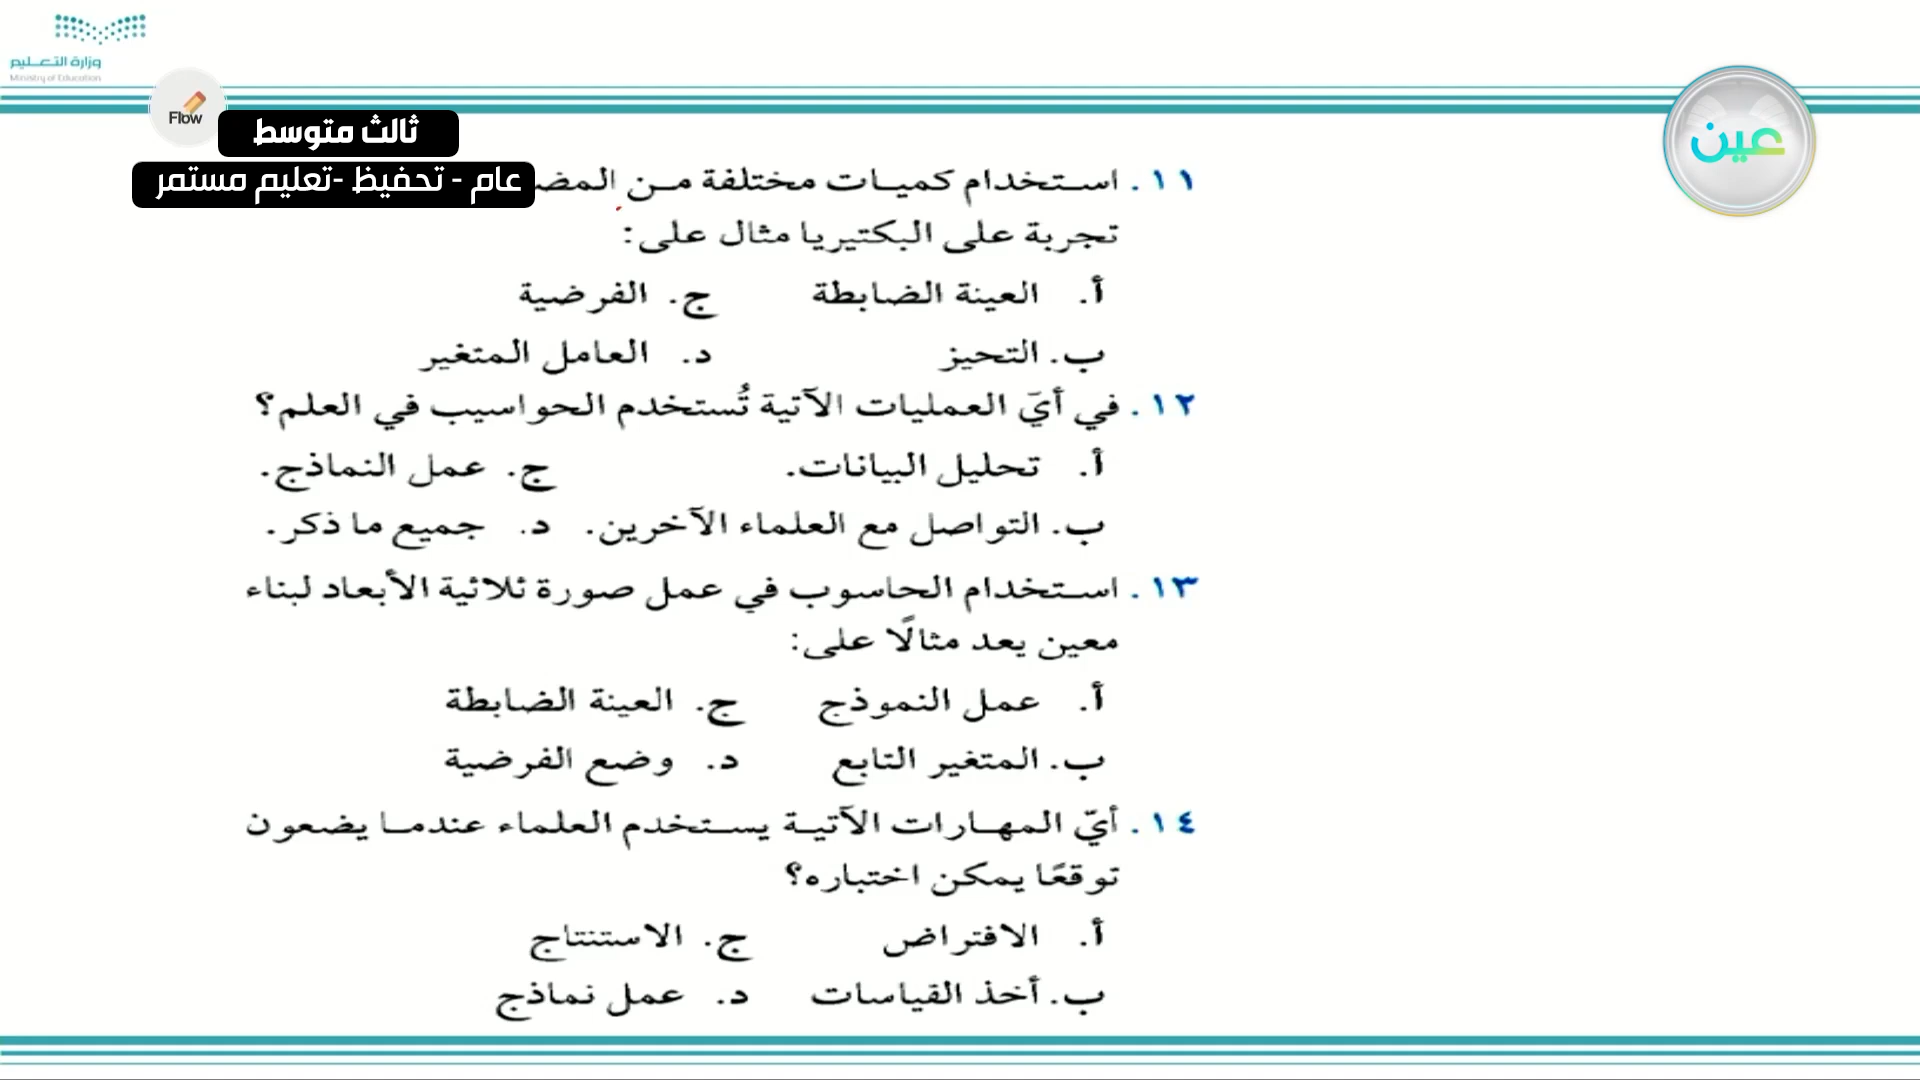 وزارة التعليم
Ministry of Education
Flow
ثالث متوسط
عام - تحفيظ -تعليم مستمر
عين
١١. استخدام كميات مختلفة من
تجربة على البكتيريا مثال على:
أ. العينة الضابطة ج. الفرضية
ب. التحيز د. العامل المتغير
١٢. في أيَ العمليات الآتية تُستخدم الحواسيب في العلم؟
أ. تحليل البيانات. ج. عمل النماذج.
ب. التواصل مع العلماء الآخرين. د. جميع ما ذكر.
١٣. استخدام الحاسوب في عمل صورة ثلاثية الأبعاد لبناء
معين يعد مثالًا على:
أ. عمل النموذج ج. العينة الضابطة
ب. المتغير التابع د. وضع الفرضية
١٤. أيّ المهارات الآتية يستخدم العلماء عندما يضعون
توقعًا يمكن اختباره؟
أ. الافتراض ج. الاستنتاج
ب. أخذ القياسات د. عمل نماذج